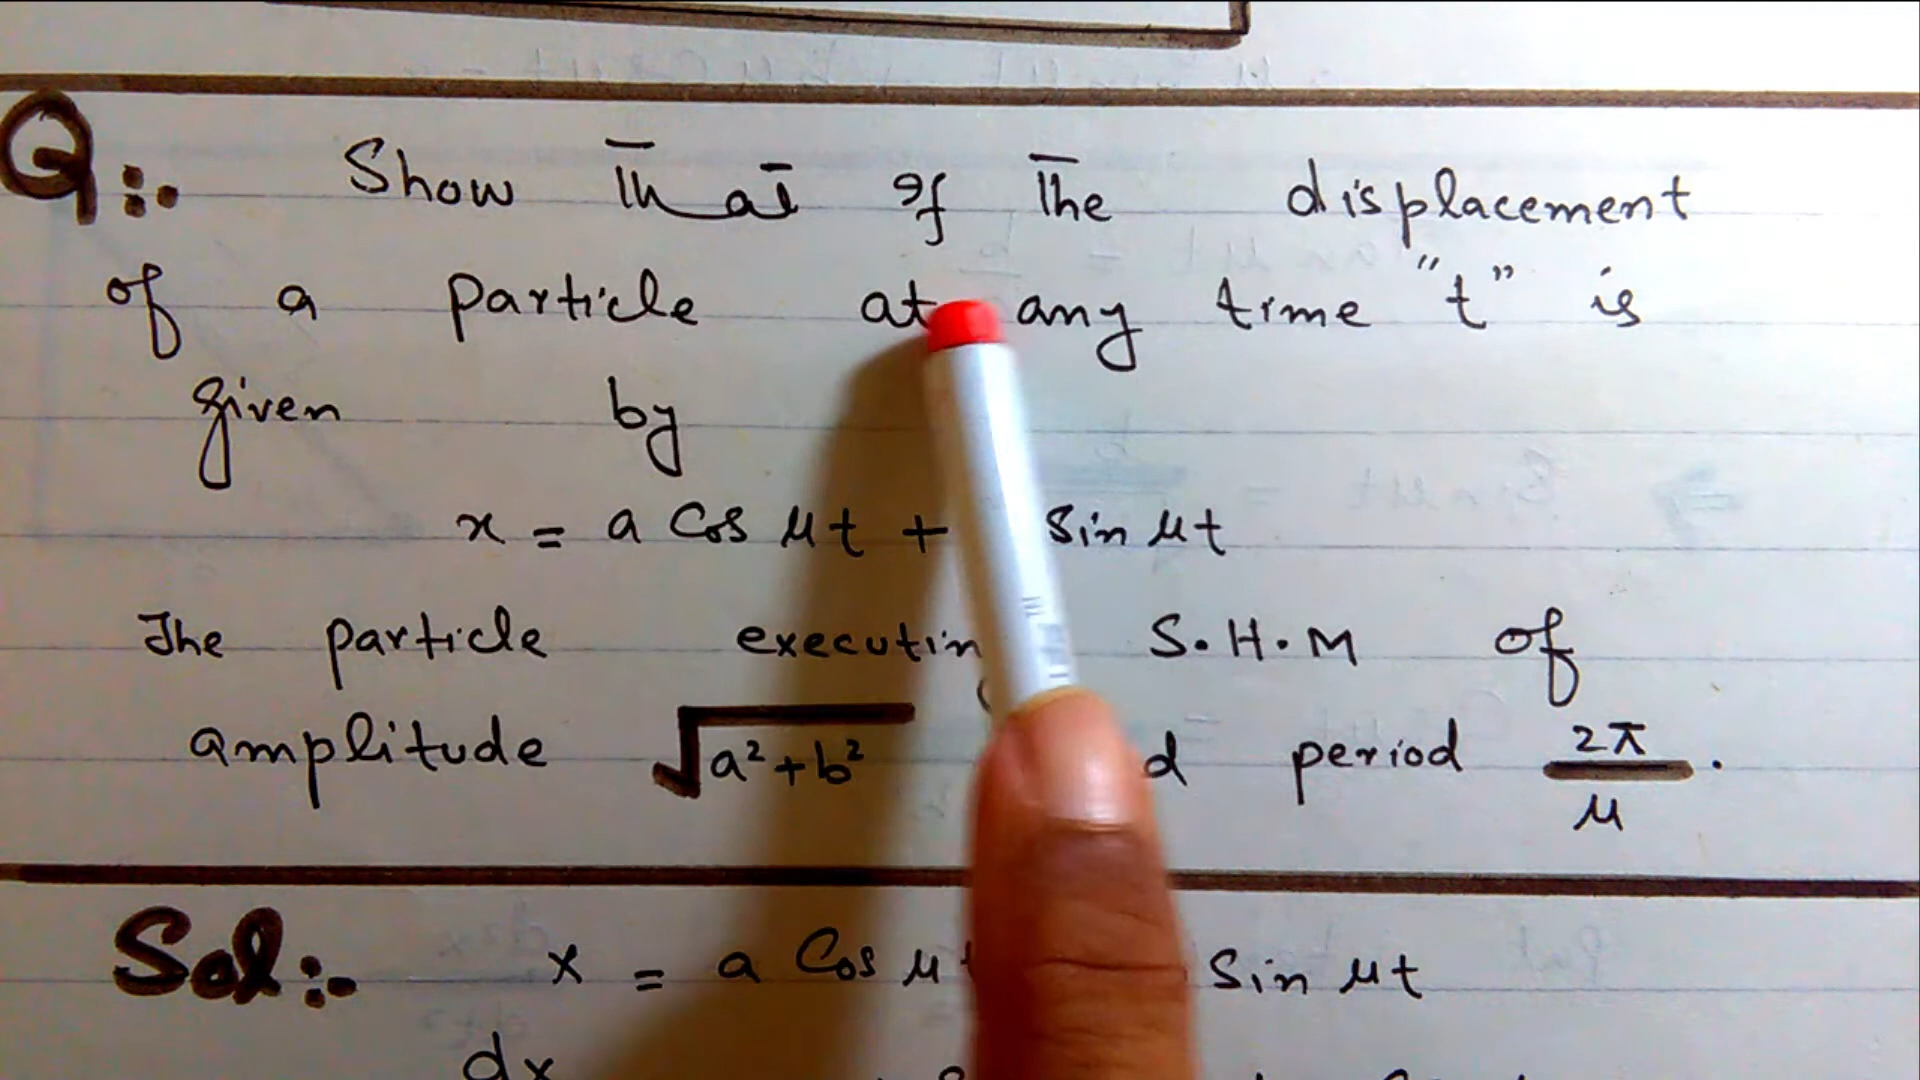 Q:. Show That If The displacement
of a particle at any time "t" is
given by
x = a Cos μt + Sin μt
The particle executin S.H.M of
amplitude √a²+b² d period 2π/μ.
Sol:- x = a Cos μt Sin μt
dx